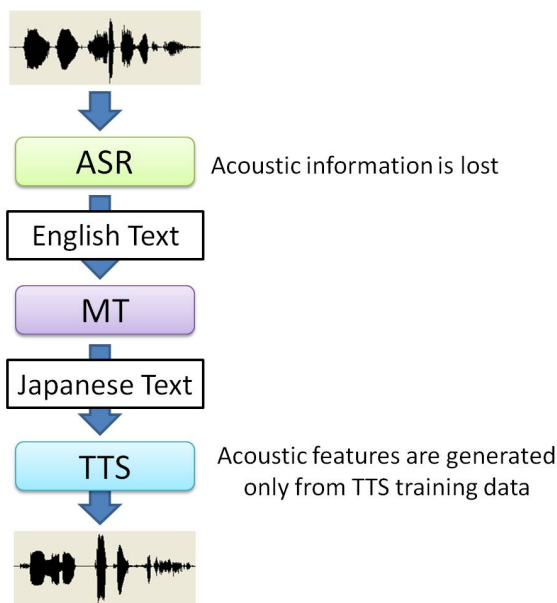 ASR
Acoustic information is lost
English Text
MT
Japanese Text
TTS
Acoustic features are generated
only from TTS training data